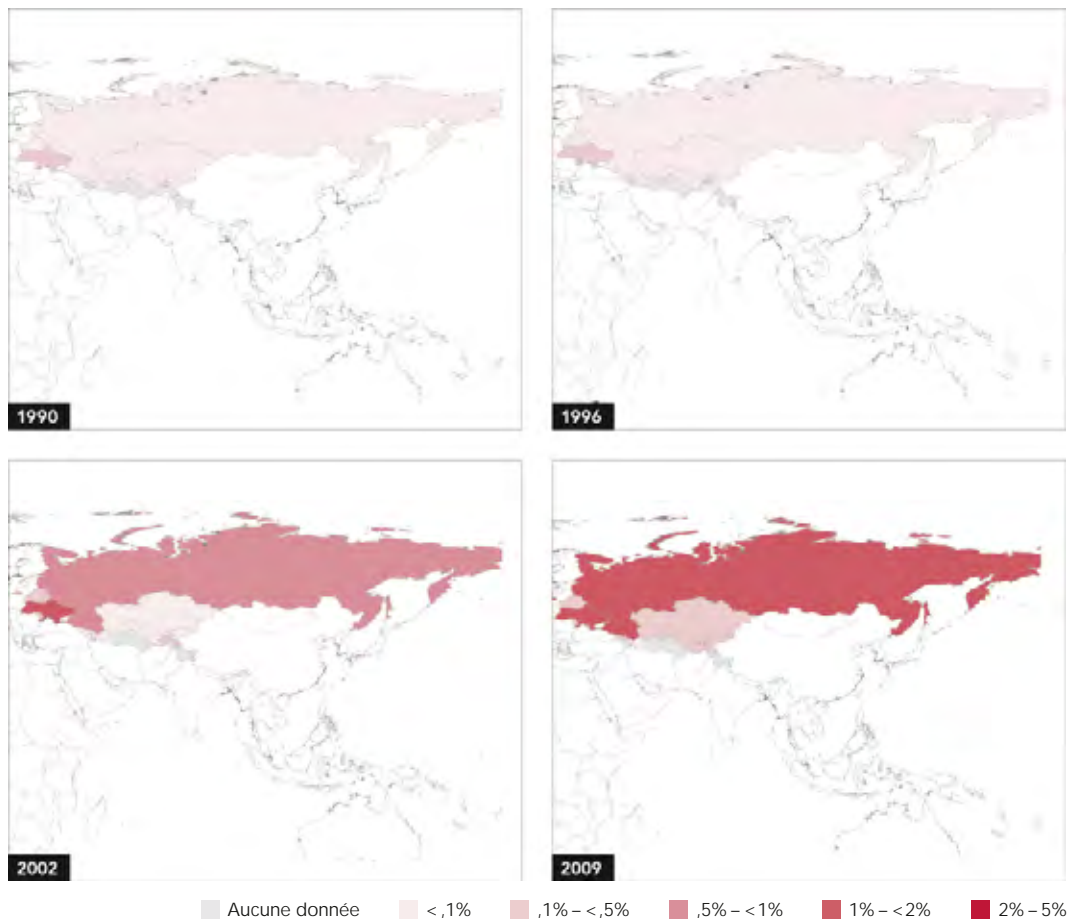 1990
1996
2002
2009
Aucune donnée
< ,1%
,1% – < ,5%
,5% – <1%
1% – <2%
2% – 5%